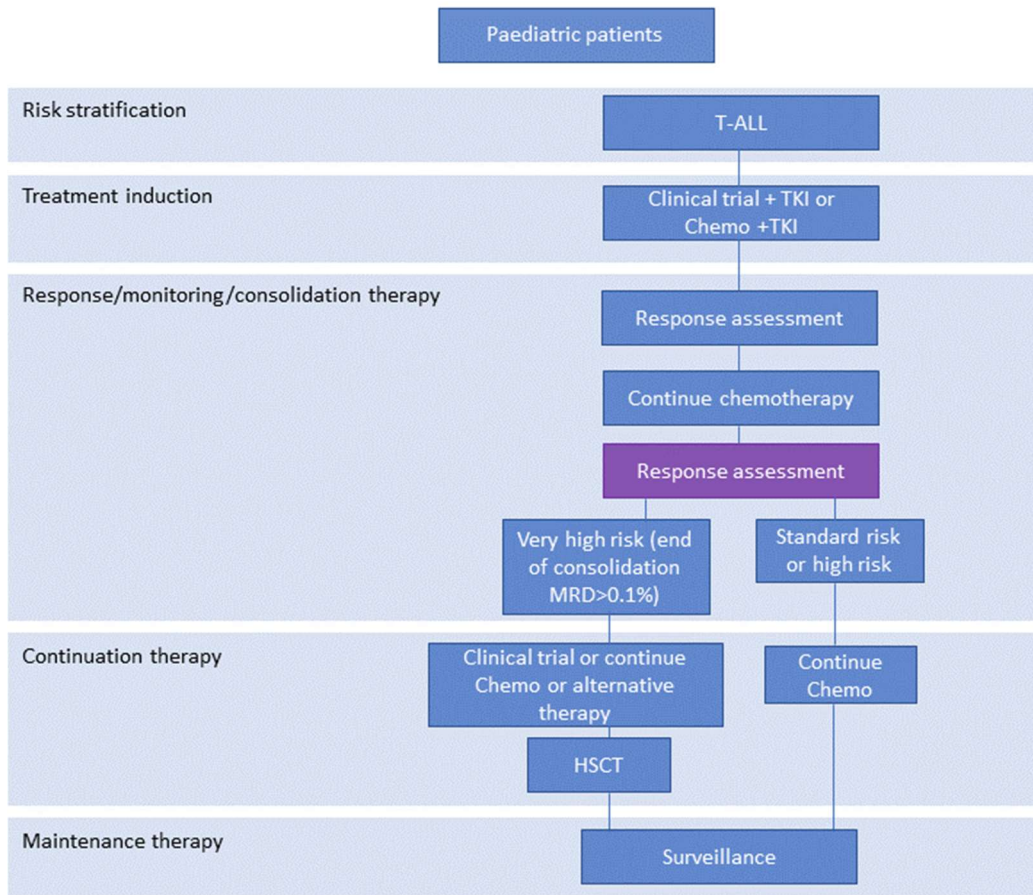 Paediatric patients
Risk stratification
T-ALL
Treatment induction
Clinical trial + TKI or
Chemo +TKI
Response/monitoring/consolidation therapy
Response assessment
Continue chemotherapy
Response assessment
Very high risk (end
of consolidation
MRD>0.1%)
Standard risk
or high risk
Continuation therapy
Clinical trial or continue
Chemo or alternative
therapy
Continue
Chemo
HSCT
Maintenance therapy
Surveillance